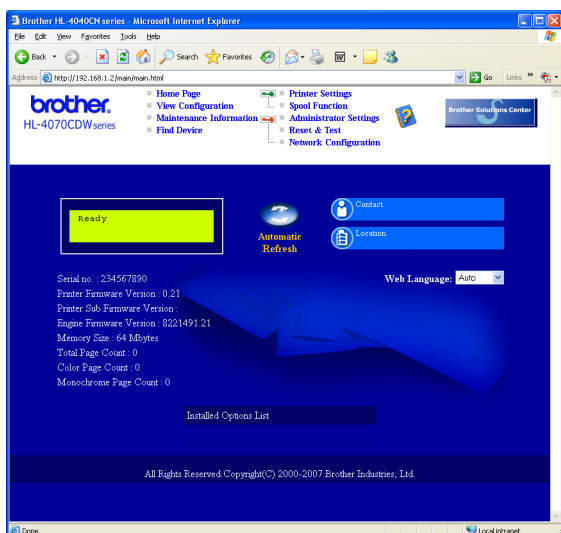 Brother HL-4040CN series - Microsoft Internet Explorer
File Edit View Favorites Tools Help
Back Search Favorites
Address http://192.168.1.2/main/main.html Go Links »
brother.
HL-4070CDW series
Home Page
View Configuration
Maintenance Information
Find Device
Printer Settings
Spool Function
Administrator Settings
Reset & Test
Network Configuration
Brother Solutions Center
Ready
Automatic
Refresh
Contact
Location
Web Language: Auto
Serial no. : 234567890
Printer Firmware Version : 0.21
Printer Sub Firmware Version :
Engine Firmware Version : 8221491.21
Memory Size : 64 Mbytes
Total Page Count : 0
Color Page Count : 0
Monochrome Page Count : 0
Installed Options List
All Rights Reserved.Copyright(C) 2000-2007 Brother Industries, Ltd.
Done Local intranet